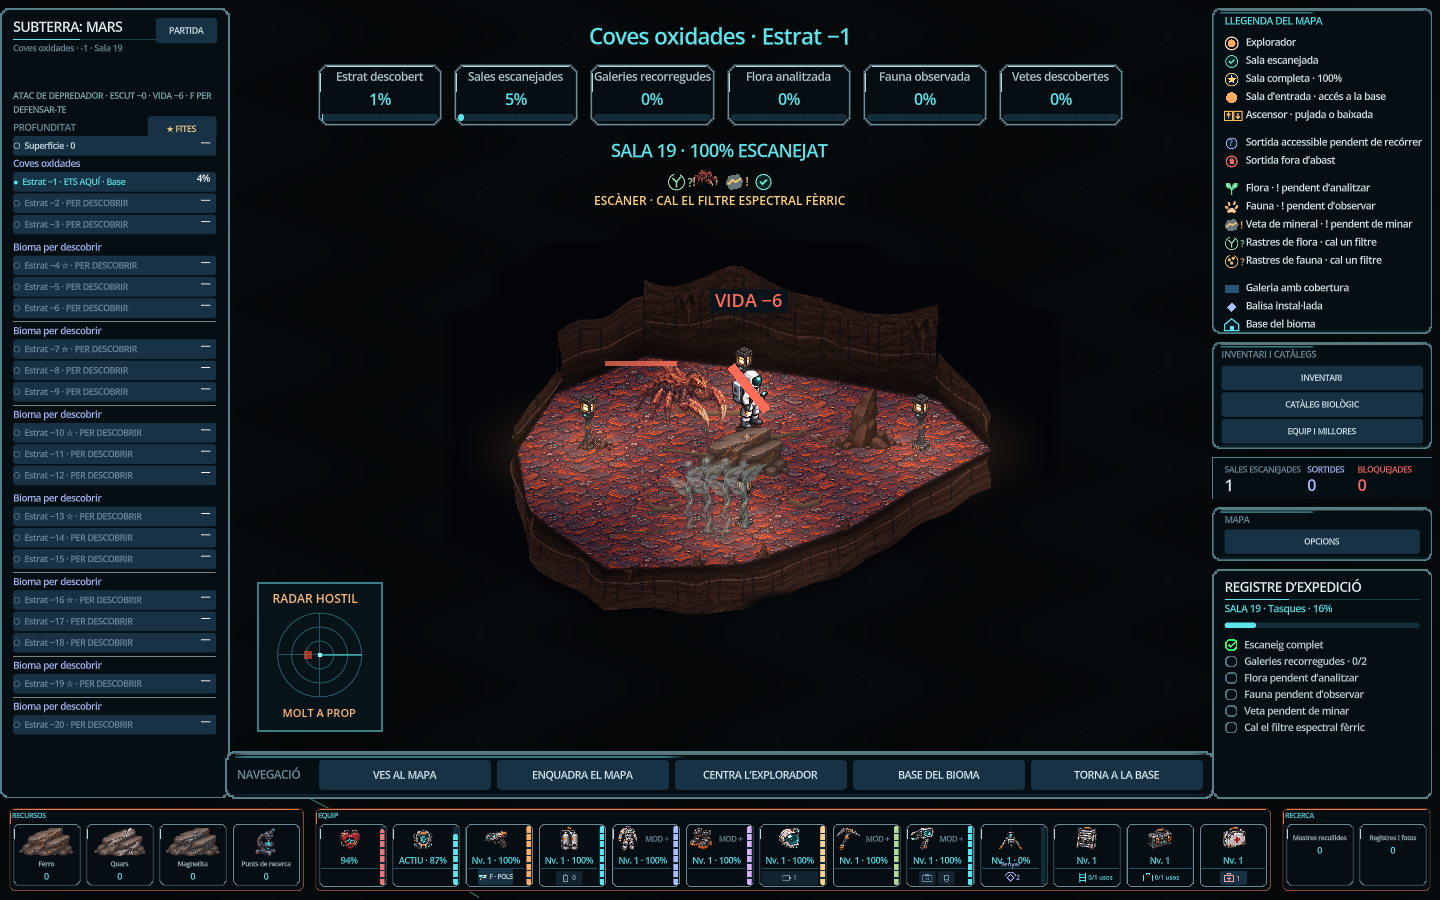 SUBTERRA: MARS
PARTIDA
Coves oxidades · -1 · Sala 19
ATAC DE DEPREDADOR · ESCUT −0 · VIDA −6 · F PER
DEFENSAR-TE
PROFUNDITAT
★ FITES
Superfície · 0 —
Coves oxidades
Estrat −1 · ETS AQUÍ · Base 4%
Estrat −2 · PER DESCOBRIR —
Estrat −3 · PER DESCOBRIR —
Bioma per descobrir
Estrat −4 ☆ · PER DESCOBRIR —
Estrat −5 · PER DESCOBRIR —
Estrat −6 · PER DESCOBRIR —
Bioma per descobrir
Estrat −7 ☆ · PER DESCOBRIR —
Estrat −8 · PER DESCOBRIR —
Estrat −9 · PER DESCOBRIR —
Bioma per descobrir
Estrat −10 ☆ · PER DESCOBRIR —
Estrat −11 · PER DESCOBRIR —
Estrat −12 · PER DESCOBRIR —
Bioma per descobrir
Estrat −13 ☆ · PER DESCOBRIR —
Estrat −14 · PER DESCOBRIR —
Estrat −15 · PER DESCOBRIR —
Bioma per descobrir
Estrat −16 ☆ · PER DESCOBRIR —
Estrat −17 · PER DESCOBRIR —
Estrat −18 · PER DESCOBRIR —
Bioma per descobrir
Estrat −19 ☆ · PER DESCOBRIR —
Bioma per descobrir
Estrat −20 · PER DESCOBRIR —
Coves oxidades · Estrat −1
Estrat descobert
1%
Sales escanejades
5%
Galeries recorregudes
0%
Flora analitzada
0%
Fauna observada
0%
Vetes descobertes
0%
SALA 19 · 100% ESCANEJAT
?! !
ESCÀNER · CAL EL FILTRE ESPECTRAL FÈRRIC
VIDA −6
RADAR HOSTIL
MOLT A PROP
NAVEGACIÓ
VES AL MAPA
ENQUADRA EL MAPA
CENTRA L’EXPLORADOR
BASE DEL BIOMA
TORNA A LA BASE
LLEGENDA DEL MAPA
Explorador
Sala escanejada
Sala completa · 100%
Sala d’entrada · accés a la base
Ascensor · pujada o baixada
Sortida accessible pendent de recórrer
Sortida fora d’abast
Flora · ! pendent d’analitzar
Fauna · ! pendent d’observar
! Veta de mineral · ! pendent de minar
? Rastres de flora · cal un filtre
? Rastres de fauna · cal un filtre
Galeria amb cobertura
Balisa instal·lada
Base del bioma
INVENTARI I CATÀLEGS
INVENTARI
CATÀLEG BIOLÒGIC
EQUIP I MILLORES
SALES ESCANEJADES
1
SORTIDES
0
BLOQUEJADES
0
MAPA
OPCIONS
REGISTRE D’EXPEDICIÓ
SALA 19 · Tasques · 16%
Escaneig complet
Galeries recorregudes · 0/2
Flora pendent d’analitzar
Fauna pendent d’observar
Veta pendent de minar
Cal el filtre espectral fèrric
RECURSOS
Ferro
0
Quars
0
Magnetita
0
Punts de recerca
0
EQUIP
94%
ACTIU · 87%
Nv. 1 · 100%
F · POLS
Nv. 1 · 100%
0
MOD +
Nv. 1 · 100%
MOD +
Nv. 1 · 100%
Nv. 1 · 100%
1
MOD +
Nv. 1 · 100%
MOD +
Nv. 1 · 100%
Nv. 1 · 0%
2
Nv. 1
0/1 usos
Nv. 1
0/1 usos
Nv. 1
1
RECERCA
Mostres recollides
0
Registres i fotos
0